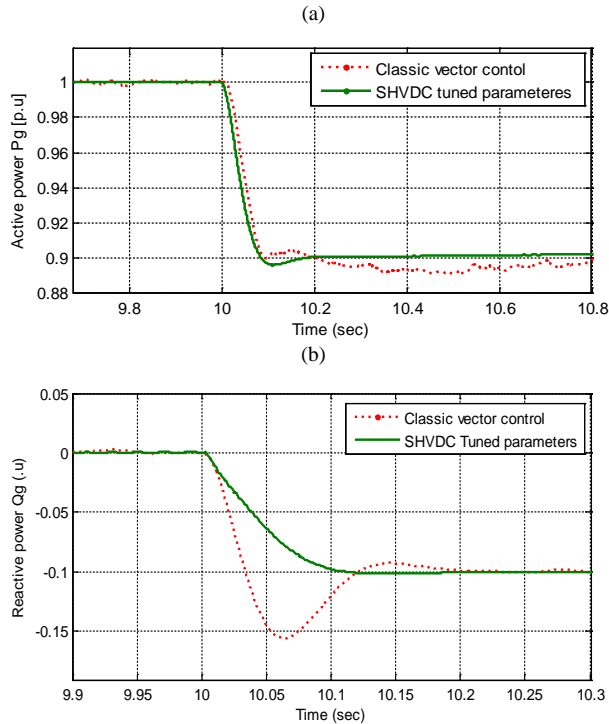 (a)
1
0.98
0.96
0.94
0.92
0.9
0.88
Active power Pg [p.u]
Classic vector contol
SHVDC tuned parameteres
9.8 10 10.2 10.4 10.6 10.8
Time (sec)
(b)
0.05
0
-0.05
-0.1
-0.15
Reactive power Qg (.u)
Classic vector control
SHVDC Tuned parameters
9.9 9.95 10 10.05 10.1 10.15 10.2 10.25 10.3
Time (sec)